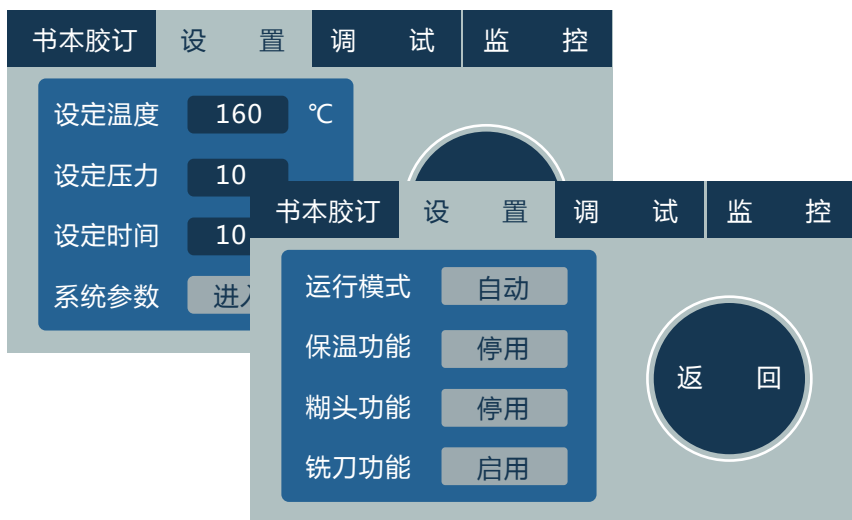 书本胶订 设 置 调 试 监 控
设定温度 160 ℃
设定压力 10
设定时间 10
系统参数 进入
书本胶订 设 置 调 试 监 控
运行模式 自动
保温功能 停用
糊头功能 停用
铣刀功能 启用
返 回